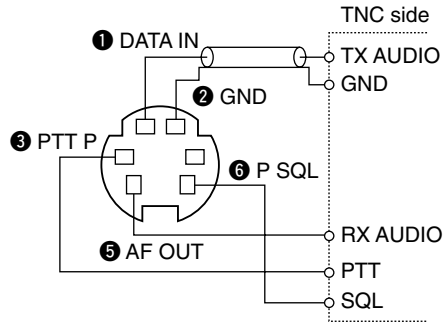 TNC side
❶ DATA IN
TX AUDIO
❷ GND
GND
❸ PTT P
❻ P SQL
❺ AF OUT
RX AUDIO
PTT
SQL